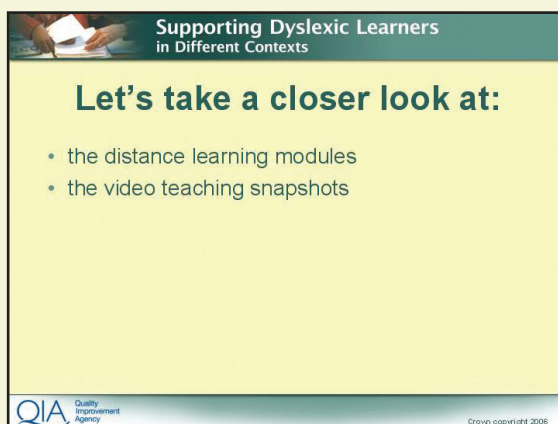 Supporting Dyslexic Learners
in Different Contexts
Let's take a closer look at:
• the distance learning modules
• the video teaching snapshots
QIA Quality
Improvement
Agency
Crown copyright 2006